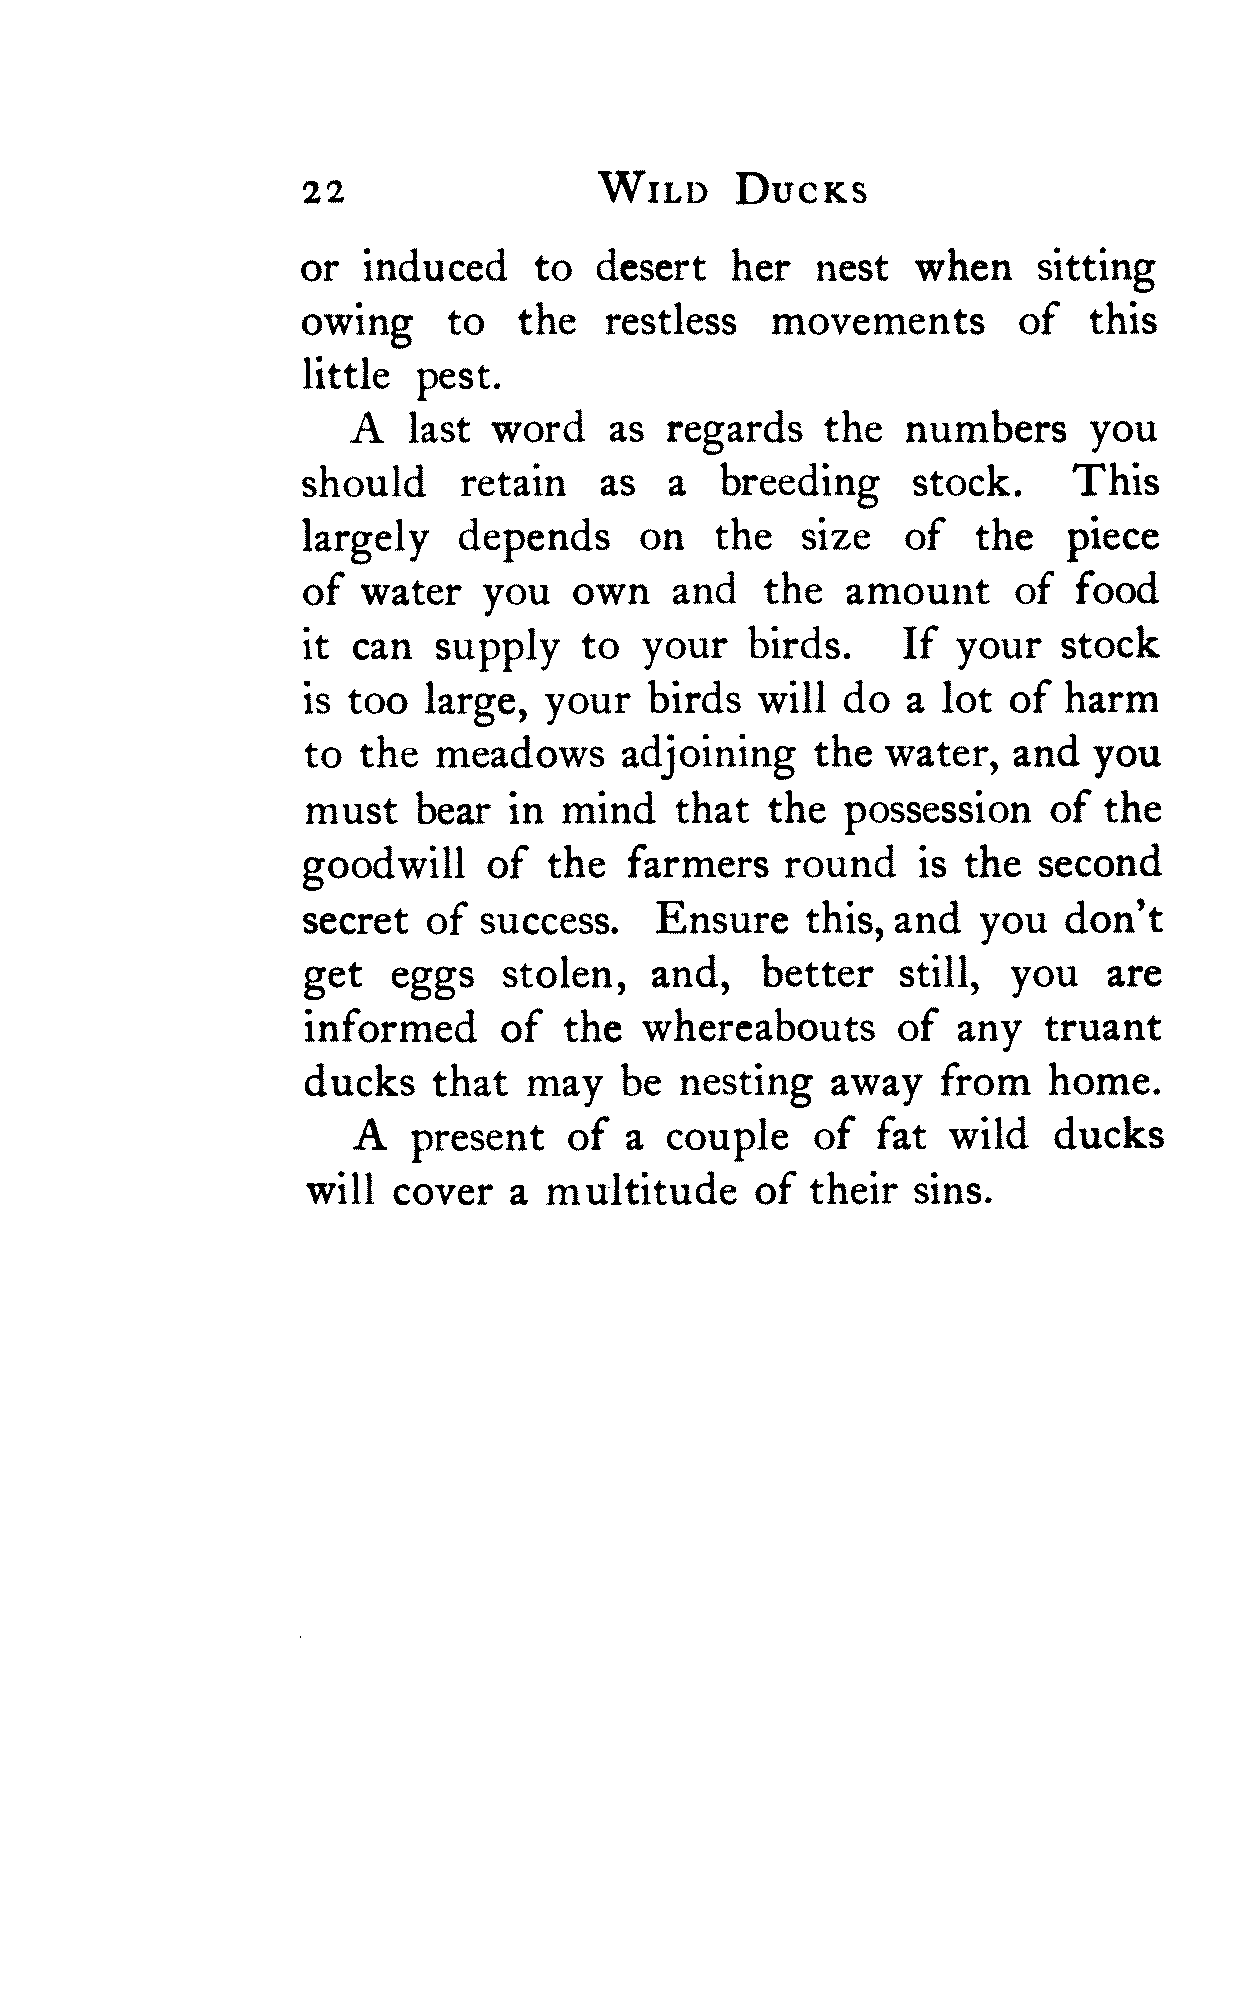 22 Wild Ducks
or induced to desert her nest when sitting
owing to the restless movements of this
little pest.
A last word as regards the numbers you
should retain as a breeding stock. This
largely depends on the size of the piece
of water you own and the amount of food
it can supply to your birds. If your stock
is too large, your birds will do a lot of harm
to the meadows adjoining the water, and you
must bear in mind that the possession of the
goodwill of the farmers round is the second
secret of success. Ensure this, and you don't
get eggs stolen, and, better still, you are
informed of the whereabouts of any truant
ducks that may be nesting away from home.
A present of a couple of fat wild ducks
will cover a multitude of their sins.